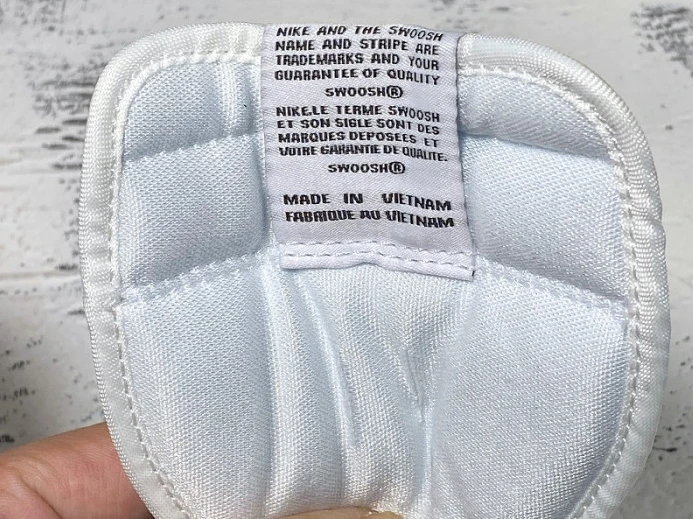 NIKE AND THE SWOOSH
NAME AND STRIPE ARE
TRADEMARKS AND YOUR
GUARANTEE OF QUALITY
SWOOSH®
NIKE.LE TERME SWOOSH
ET SON SIGLE SONT DES
MARQUES DEPOSEES ET
VOTRE GARANTIE DE QUALITE.
SWOOSH®
MADE IN VIETNAM
FABRIQUE AU VIETNAM